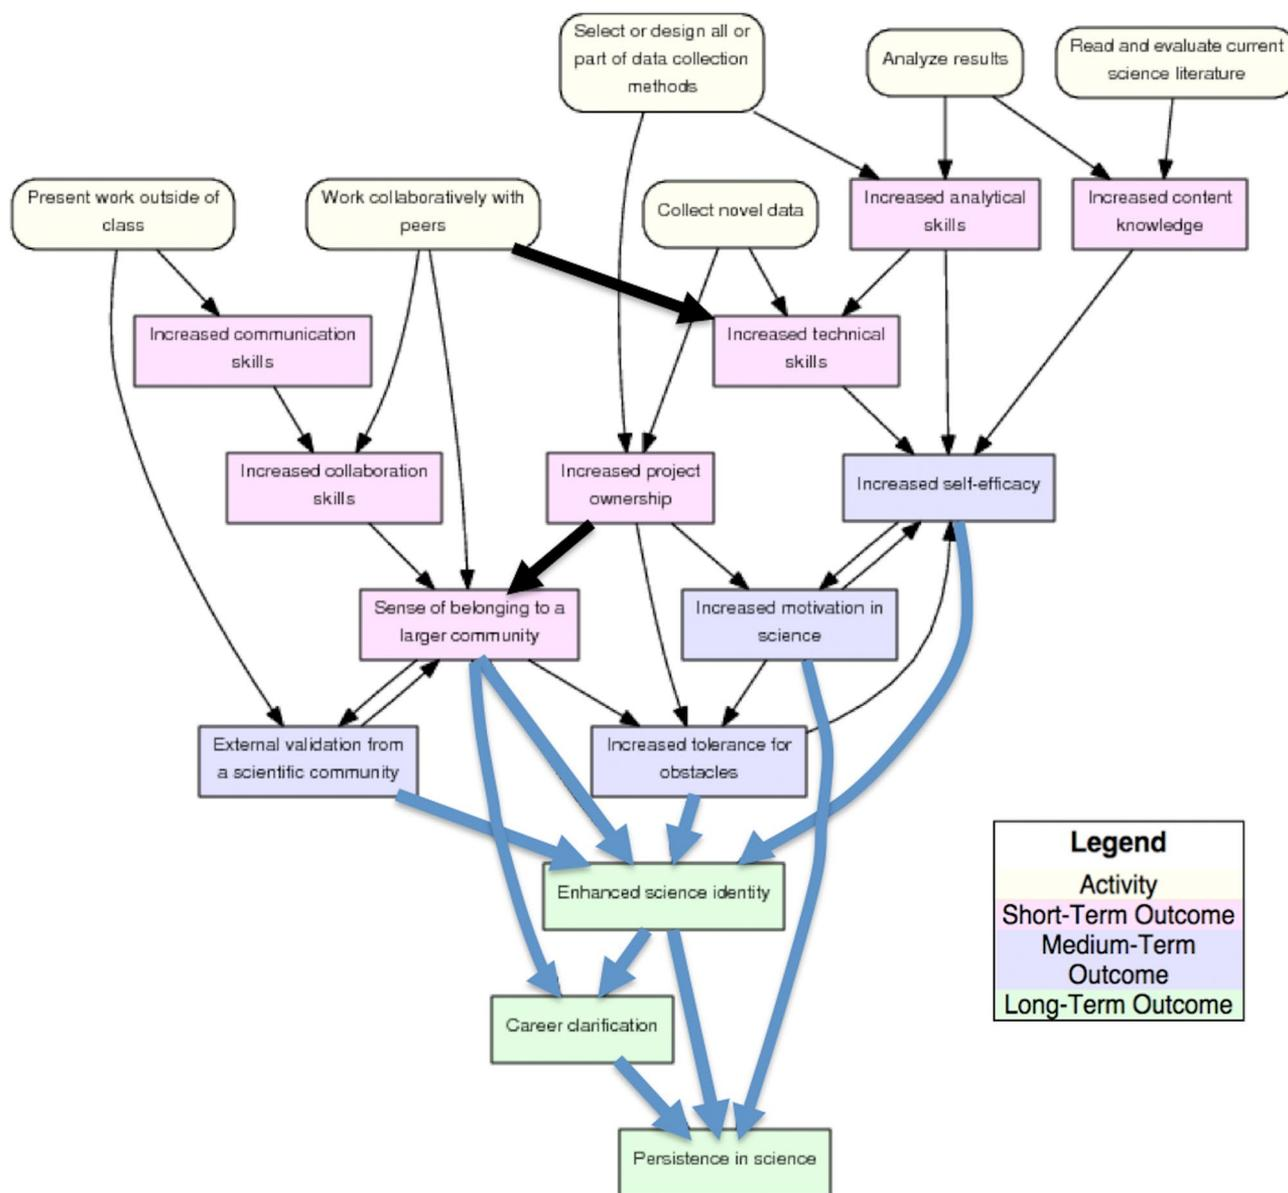 Select or design all or
part of data collection
methods
Analyze results
Read and evaluate current
science literature
Present work outside of
class
Work collaboratively with
peers
Collect novel data
Increased analytical
skills
Increased content
knowledge
Increased communication
skills
Increased technical
skills
Increased collaboration
skills
Increased project
ownership
Increased self-efficacy
Sense of belonging to a
larger community
Increased motivation in
science
External validation from
a scientific community
Increased tolerance for
obstacles
Enhanced science identity
Career clarification
Persistence in science
Legend
Activity
Short-Term Outcome
Medium-Term
Outcome
Long-Term Outcome